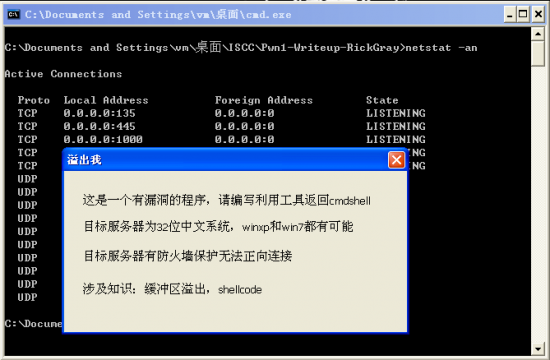 C:\Documents and Settings\vm\桌面\cmd.exe
C:\Documents and Settings\vm\桌面\ISCC\Pwn1-Writeup-RickGray>netstat -an
Active Connections
Proto Local Address Foreign Address State
TCP 0.0.0.0:135 0.0.0.0:0 LISTENING
TCP 0.0.0.0:445 0.0.0.0:0 LISTENING
TCP 0.0.0.0:1000 0.0.0.0:0 LISTENING
TCP NG
TCP NG
UDP
UDP
UDP
UDP
UDP
UDP
UDP
UDP
UDP
UDP
C:\Docume
溢出我
这是一个有漏洞的程序，请编写利用工具返回cmdshell
目标服务器为32位中文系统，winxp和win7都有可能
目标服务器有防火墙保护无法正向连接
涉及知识：缓冲区溢出，shellcode